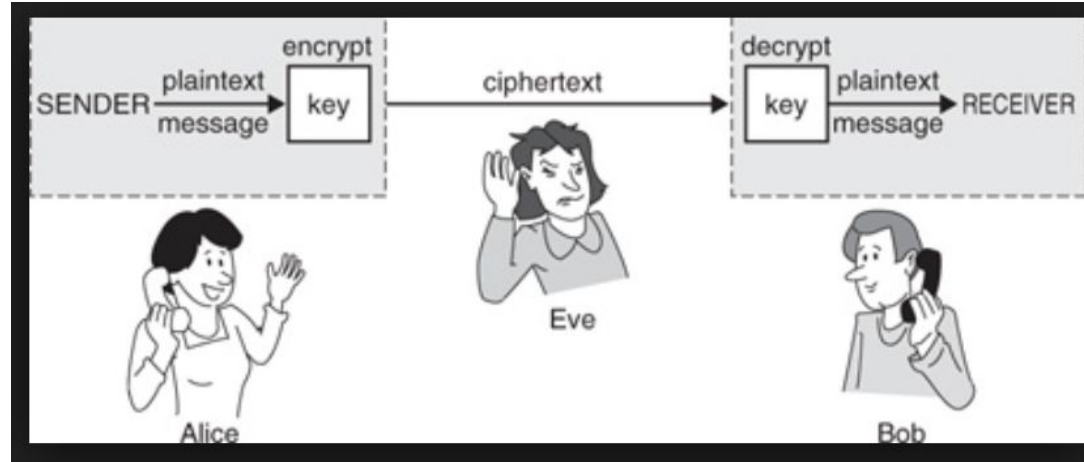 encrypt
decrypt
SENDER plaintext message key ciphertext key plaintext message RECEIVER
Eve
Alice
Bob